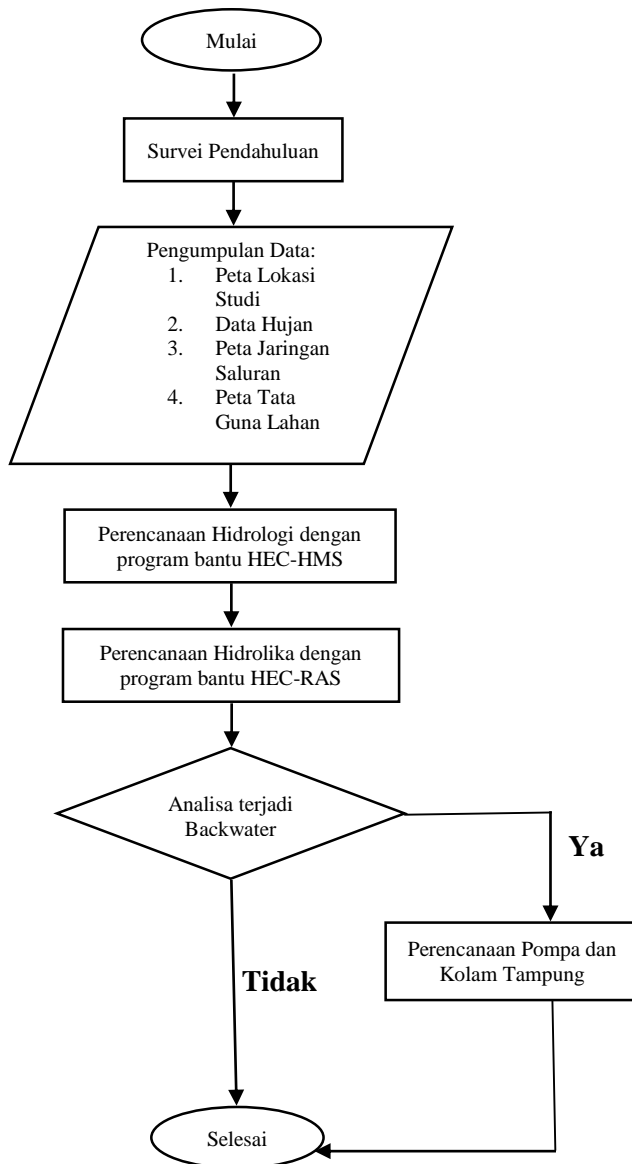 Mulai
Survei Pendahuluan
Pengumpulan Data:
1. Peta Lokasi
Studi
2. Data Hujan
3. Peta Jaringan
Saluran
4. Peta Tata
Guna Lahan
Perencanaan Hidrologi dengan
program bantu HEC-HMS
Perencanaan Hidrolika dengan
program bantu HEC-RAS
Analisa terjadi
Backwater
Ya
Perencanaan Pompa dan
Kolam Tampung
Tidak
Selesai